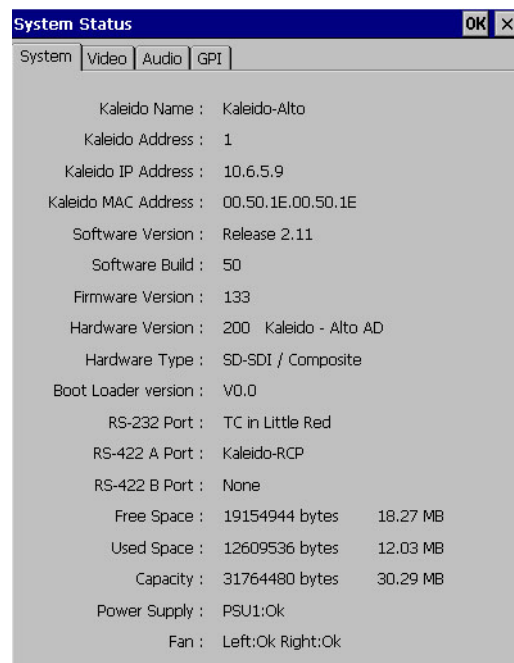 System Status OK ×
System Video Audio GPI
Kaleido Name : Kaleido-Alto
Kaleido Address : 1
Kaleido IP Address : 10.6.5.9
Kaleido MAC Address : 00.50.1E.00.50.1E
Software Version : Release 2.11
Software Build : 50
Firmware Version : 133
Hardware Version : 200 Kaleido - Alto AD
Hardware Type : SD-SDI / Composite
Boot Loader version : V0.0
RS-232 Port : TC in Little Red
RS-422 A Port : Kaleido-RCP
RS-422 B Port : None
Free Space : 19154944 bytes 18.27 MB
Used Space : 12609536 bytes 12.03 MB
Capacity : 31764480 bytes 30.29 MB
Power Supply : PSU1:Ok
Fan : Left:Ok Right:Ok